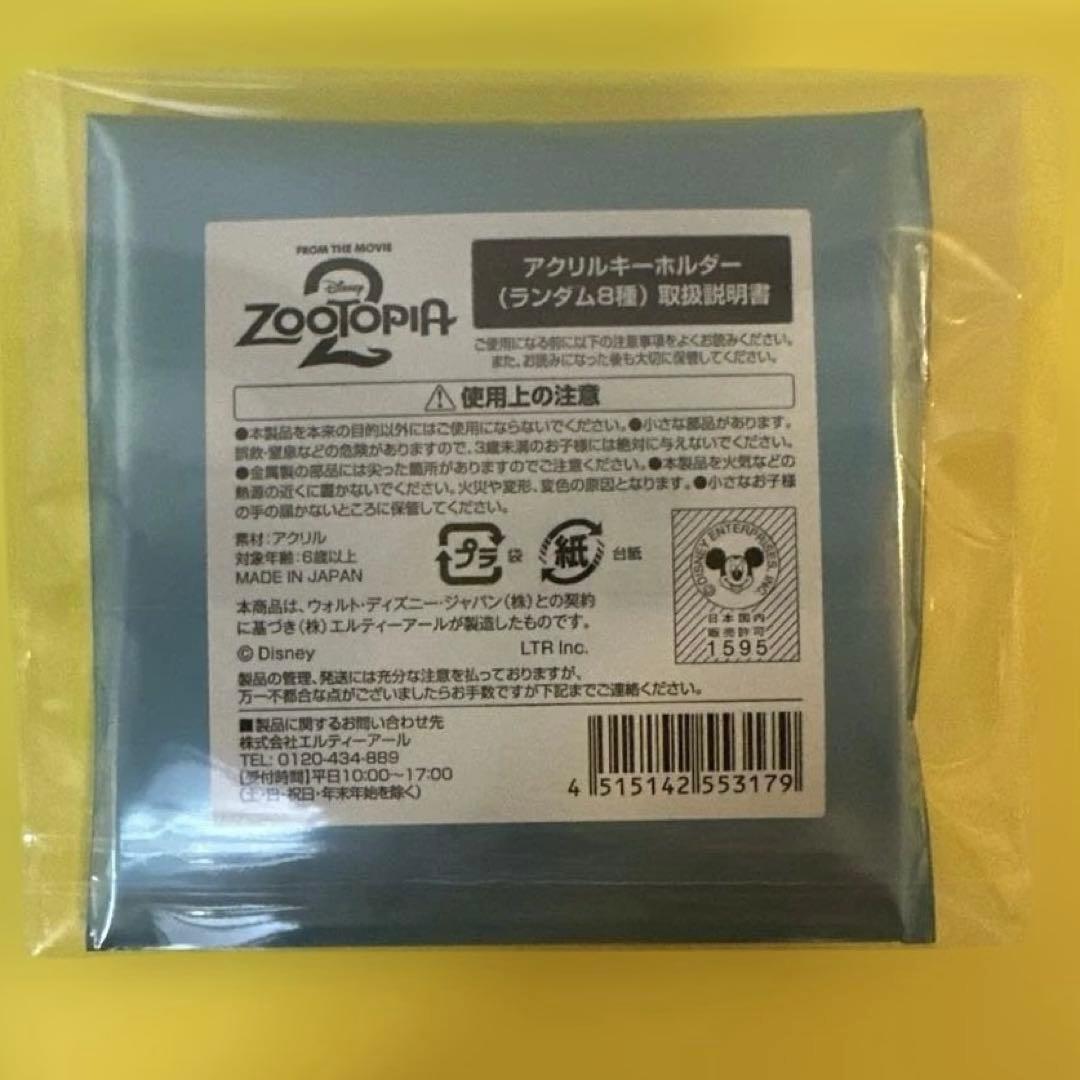 FROM THE MOVIE
Disney
ZOOTOPIA
2
アクリルキーホルダー
(ランダム8種)取扱説明書
ご使用になる前に以下の注意事項をよくお読みください。
また、お読みになった後も大切に保管してください。
⚠使用上の注意
●本製品を本来の目的以外にはご使用にならないでください。●小さな部品があります。
誤飲・窒息などの危険がありますので、3歳未満のお子様には絶対に与えないでください。
●金属製の部品には尖った箇所がありますのでご注意ください。●本製品を火気などの
熱源の近くに置かないでください。火災や変形、変色の原因となります。●小さなお子様
の手の届かないところに保管してください。
素材:アクリル
対象年齢:6歳以上
MADE IN JAPAN
プラ 袋
紙 台紙
©DISNEY ENTERPRISES, INC.
日本国内
販売許可
1595
本商品は、ウォルト・ディズニー・ジャパン(株)との契約
に基づき(株)エルティーアールが製造したものです。
© Disney LTR Inc.
製品の管理、発送には充分な注意を払っておりますが、
万一不都合な点がございましたらお手数ですが下記までご連絡ください。
■製品に関するお問い合わせ先
株式会社エルティーアール
TEL: 0120-434-889
【受付時間】平日10:00〜17:00
(土・日・祝日・年末年始を除く)
4 515142 553179